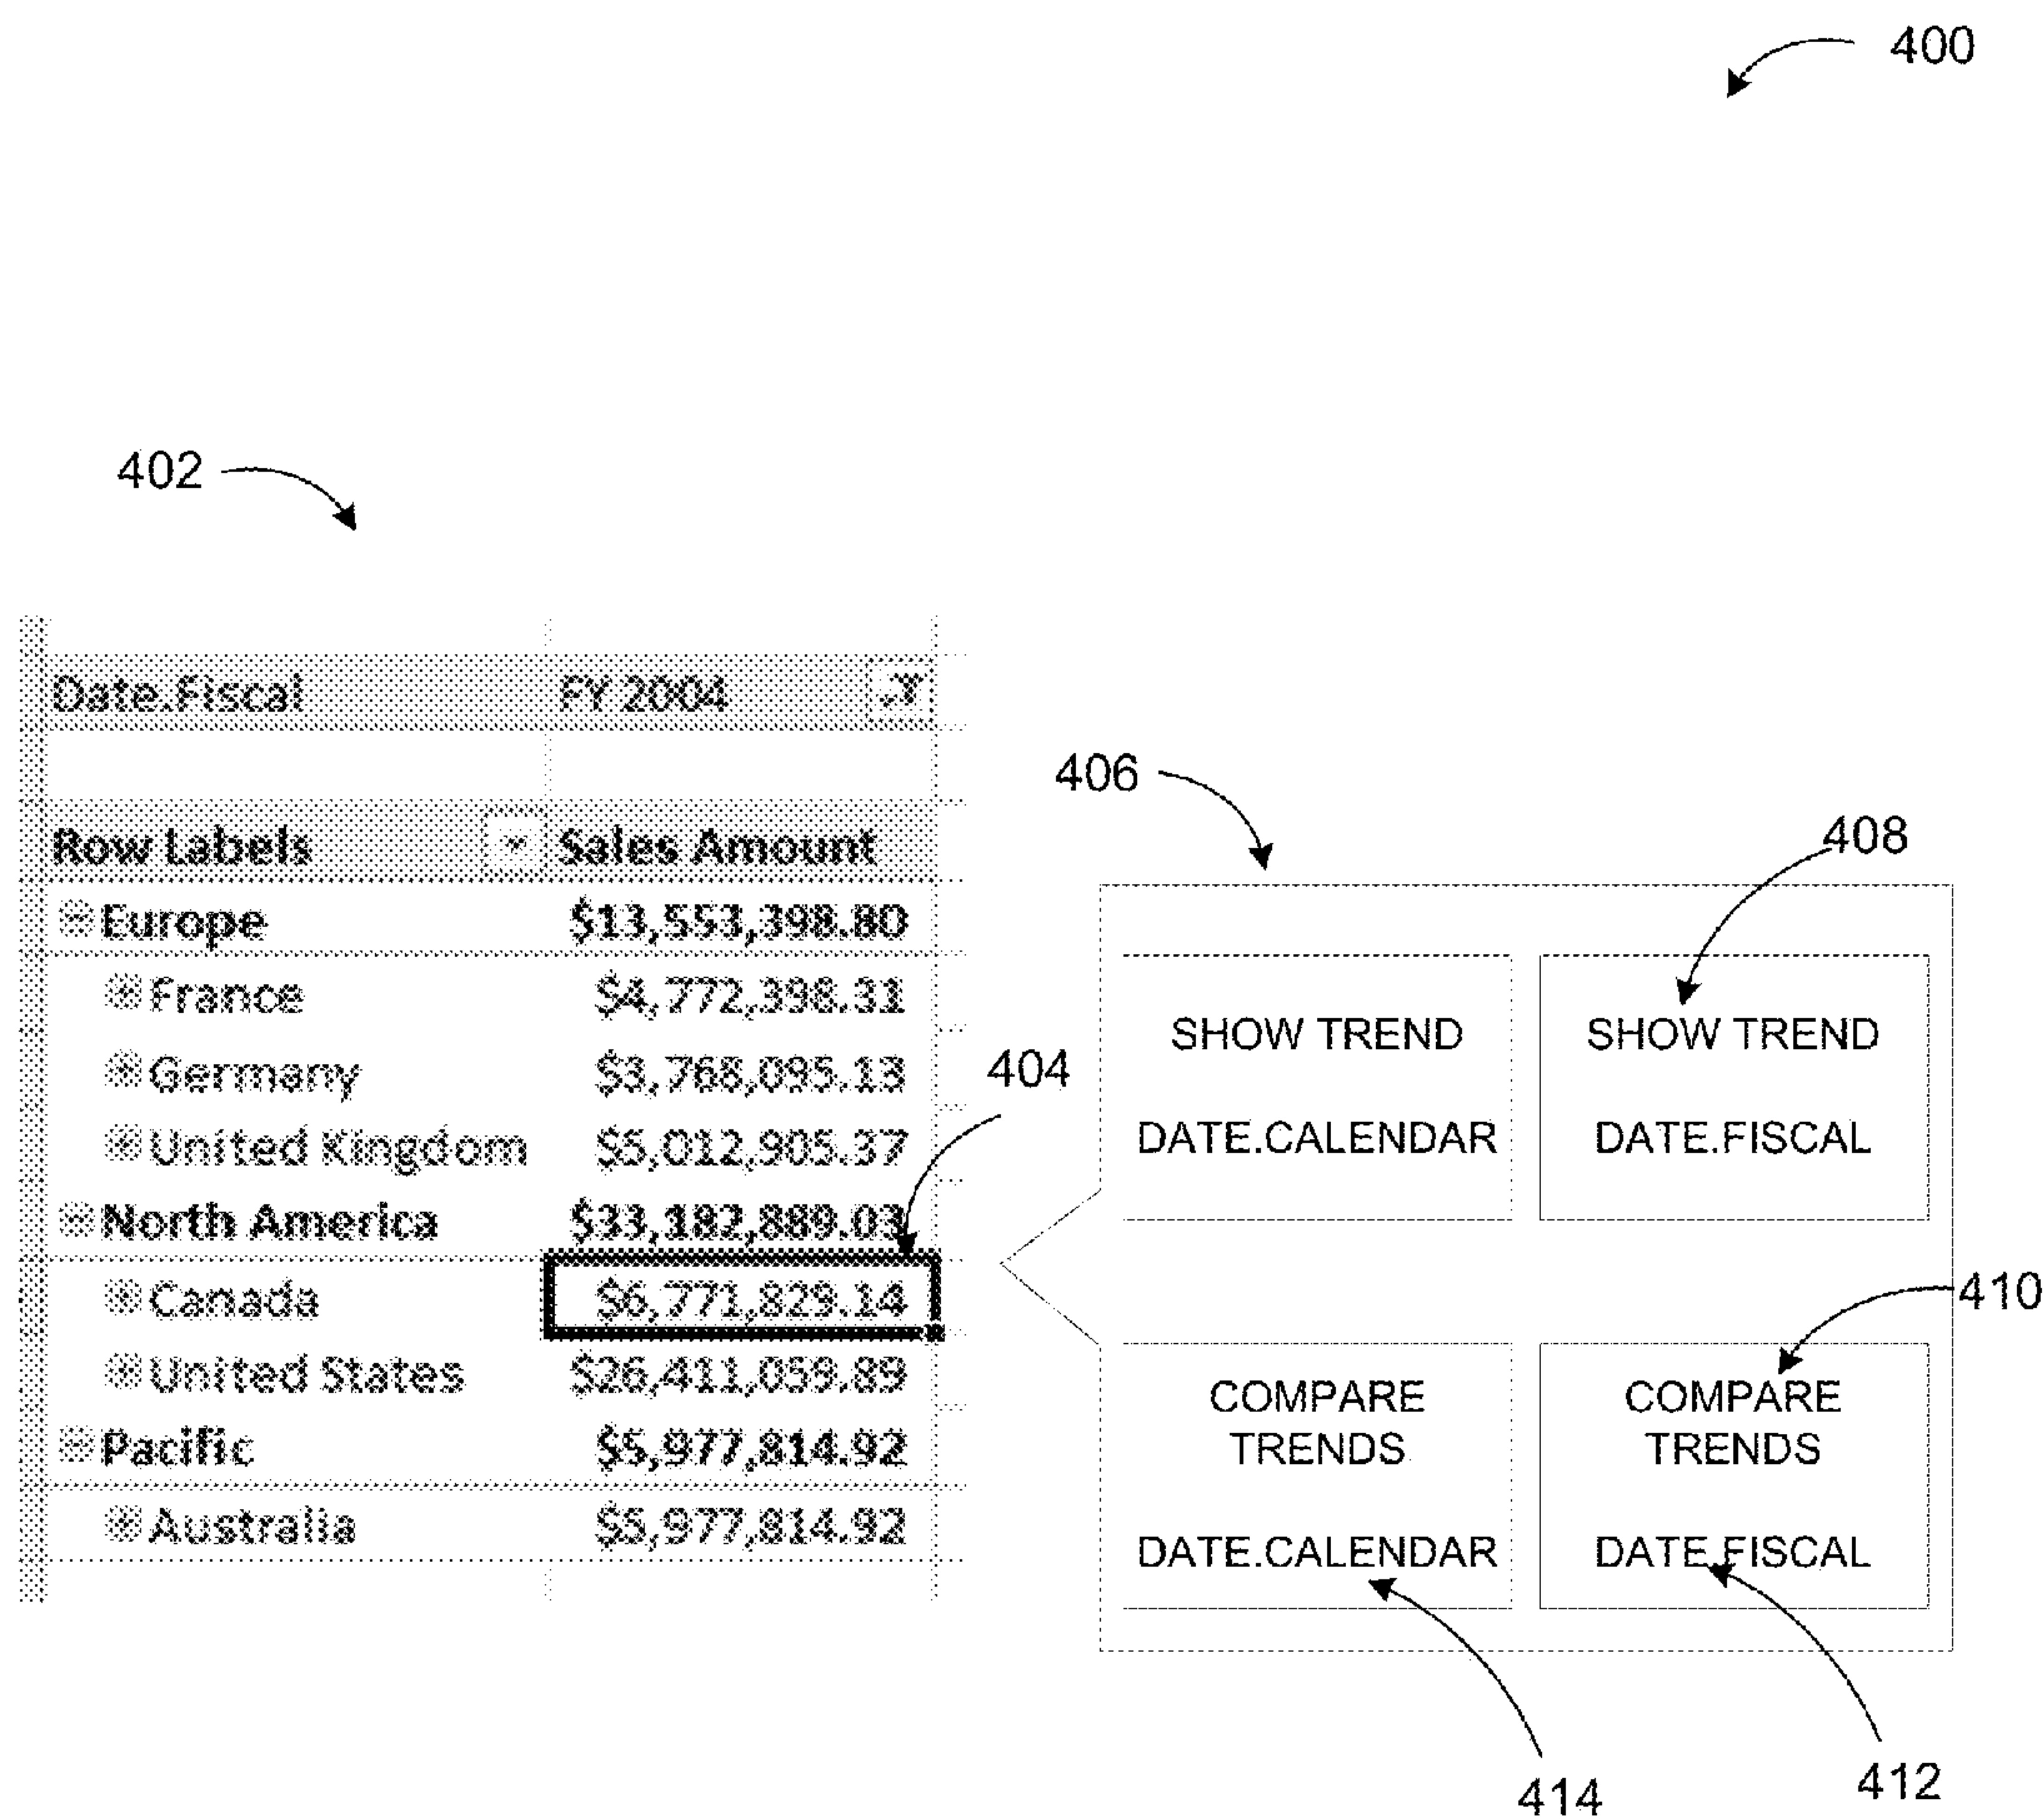 400
402
Date.Fiscal FY 2004
Row Labels Sales Amount
Europe $13,553,398.80
France $4,772,398.31
Germany $3,768,095.13
United Kingdom $5,012,905.37
North America $33,182,889.03
Canada $6,771,829.14
United States $26,411,059.89
Pacific $5,977,814.92
Australia $5,977,814.92
404
406
408
SHOW TREND
DATE.CALENDAR
SHOW TREND
DATE.FISCAL
410
COMPARE
TRENDS
DATE.CALENDAR
COMPARE
TRENDS
DATE.FISCAL
414
412